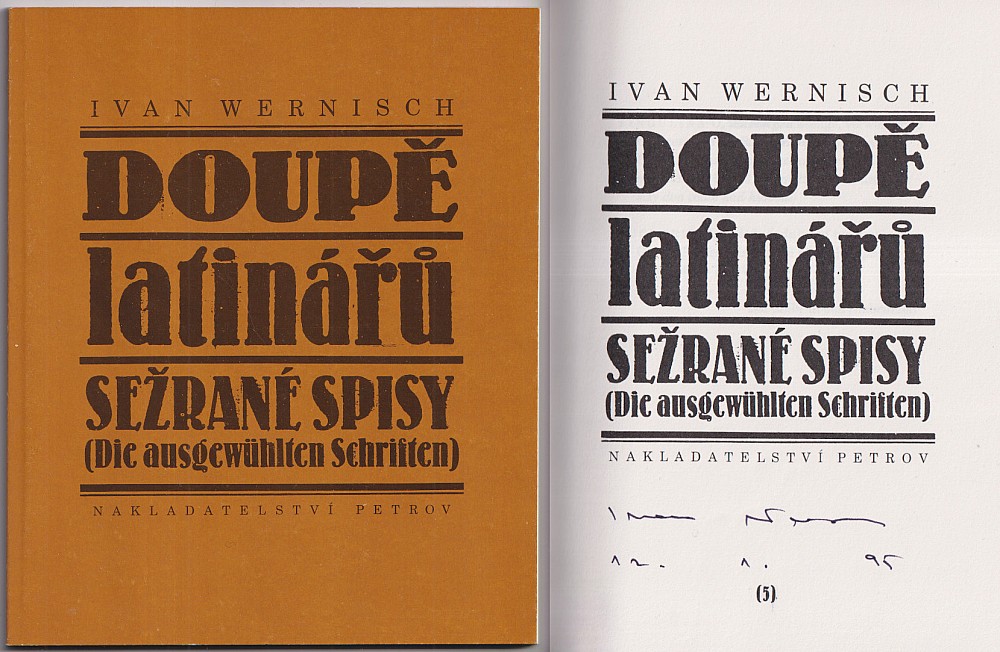 IVAN WERNISCH
DOUPĚ
latinářů
SEŽRANÉ SPISY
(Die ausgewühlten Schriften)
NAKLADATELSTVÍ PETROV
IVAN WERNISCH
DOUPĚ
latinářů
SEŽRANÉ SPISY
(Die ausgewühlten Schriften)
NAKLADATELSTVÍ PETROV
Ivan
12. 1. 95
(5)